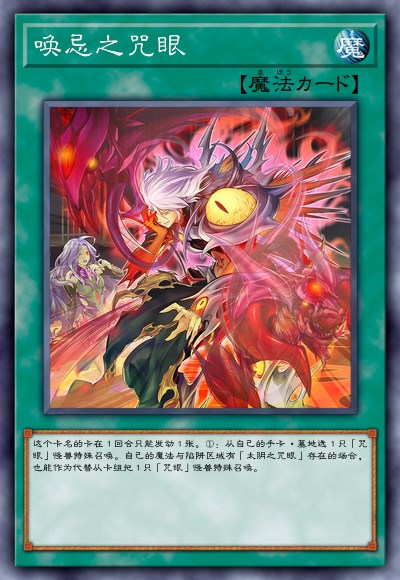 唤忌之咒眼
魔
【魔法カード】
ま ほう
这个卡名的卡在1回合只能发动1张。①：从自己的手卡・墓地选1只「咒
眼」怪兽特殊召唤。自己的魔法与陷阱区域有「太阴之咒眼」存在的场合，
也能作为代替从卡组把1只「咒眼」怪兽特殊召唤。